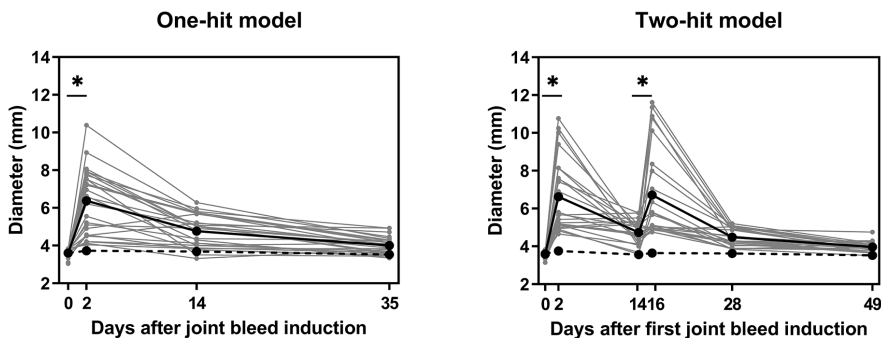 One-hit model
14
12
10
8
6
4
2
Diameter (mm)
*
0 2 14 35
Days after joint bleed induction
Two-hit model
14
12
10
8
6
4
2
Diameter (mm)
* *
0 2 14 16 28 49
Days after first joint bleed induction